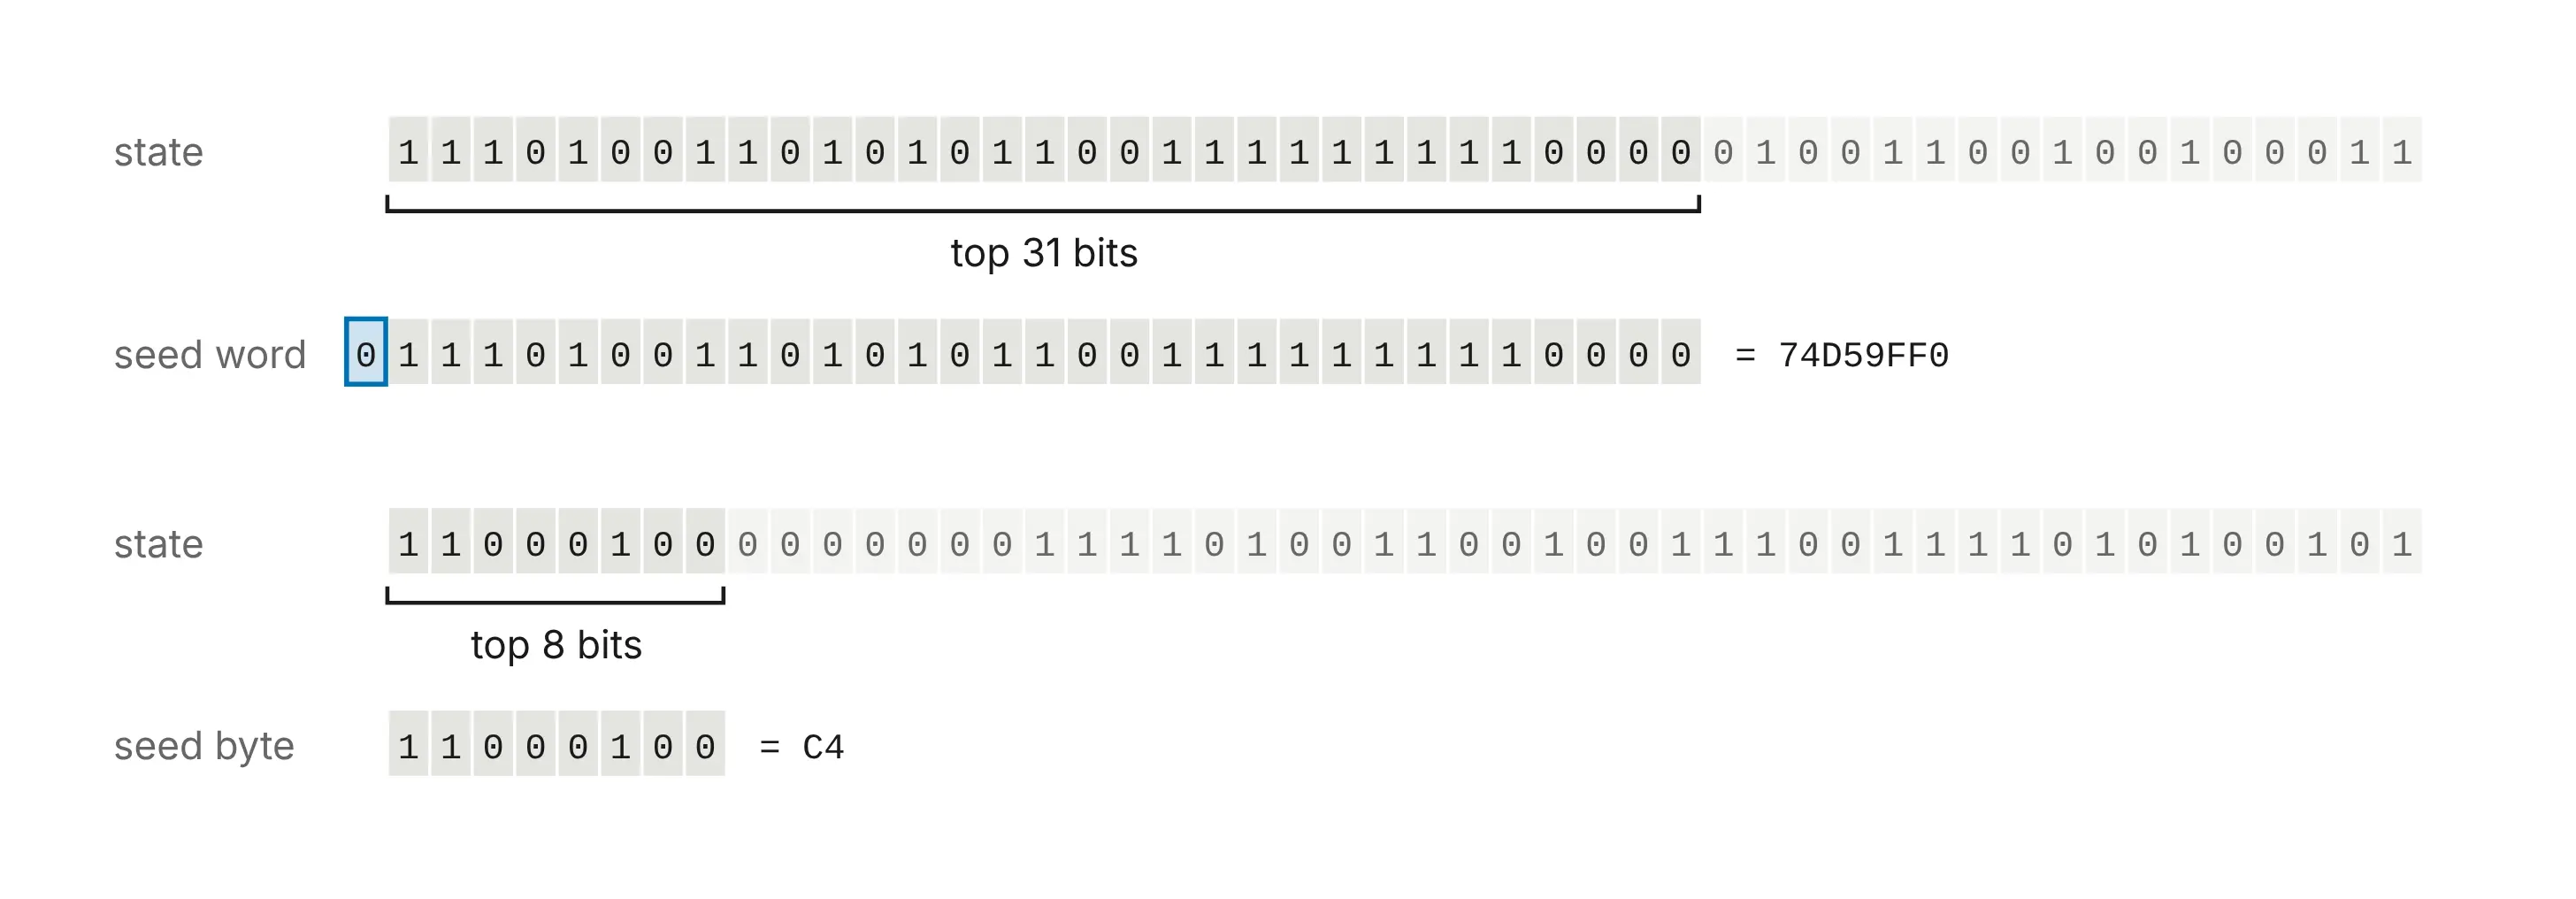 state 1 1 1 0 1 0 0 1 1 0 1 0 1 0 1 1 0 0 1 1 1 1 1 1 1 1 1 0 0 0 0 0 1 0 0 1 1 0 0 1 0 0 1 0 0 0 1 1
top 31 bits
seed word 0 1 1 1 0 1 0 0 1 1 0 1 0 1 0 1 1 0 0 1 1 1 1 1 1 1 1 1 0 0 0 0 = 74D59FF0
state 1 1 0 0 0 1 0 0 0 0 0 0 0 0 0 1 1 1 1 0 1 0 0 1 1 0 0 1 0 0 1 1 1 0 0 1 1 1 1 0 1 0 1 0 0 1 0 1
top 8 bits
seed byte 1 1 0 0 0 1 0 0 = C4